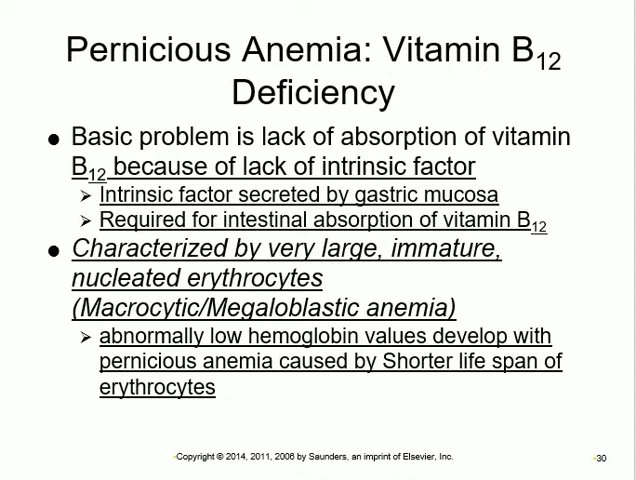 Pernicious Anemia: Vitamin B12
Deficiency
● Basic problem is lack of absorption of vitamin
B12 because of lack of intrinsic factor
➢ Intrinsic factor secreted by gastric mucosa
➢ Required for intestinal absorption of vitamin B12
● Characterized by very large, immature,
nucleated erythrocytes
(Macrocytic/Megaloblastic anemia)
➢ abnormally low hemoglobin values develop with
pernicious anemia caused by Shorter life span of
erythrocytes
Copyright © 2014, 2011, 2006 by Saunders, an imprint of Elsevier, Inc.
30